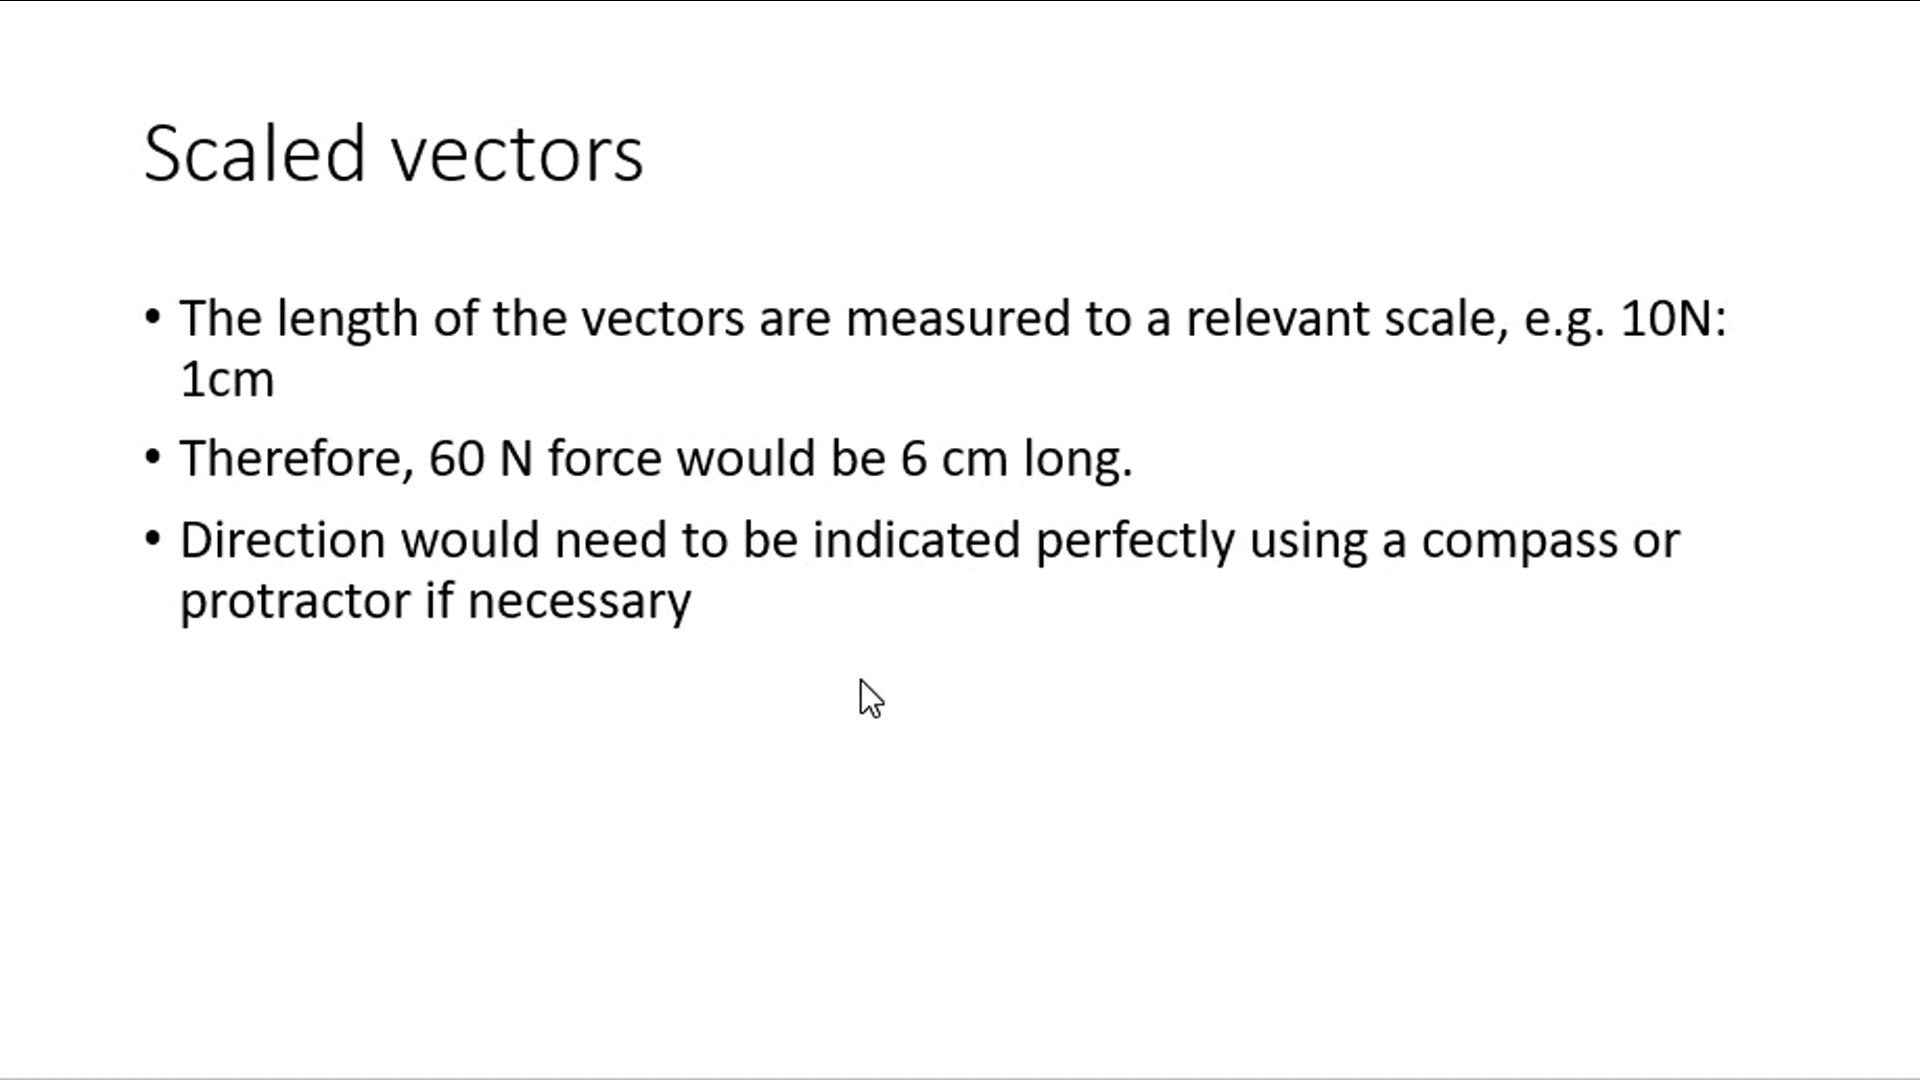 Scaled vectors
• The length of the vectors are measured to a relevant scale, e.g. 10N:
1cm
• Therefore, 60 N force would be 6 cm long.
• Direction would need to be indicated perfectly using a compass or
protractor if necessary